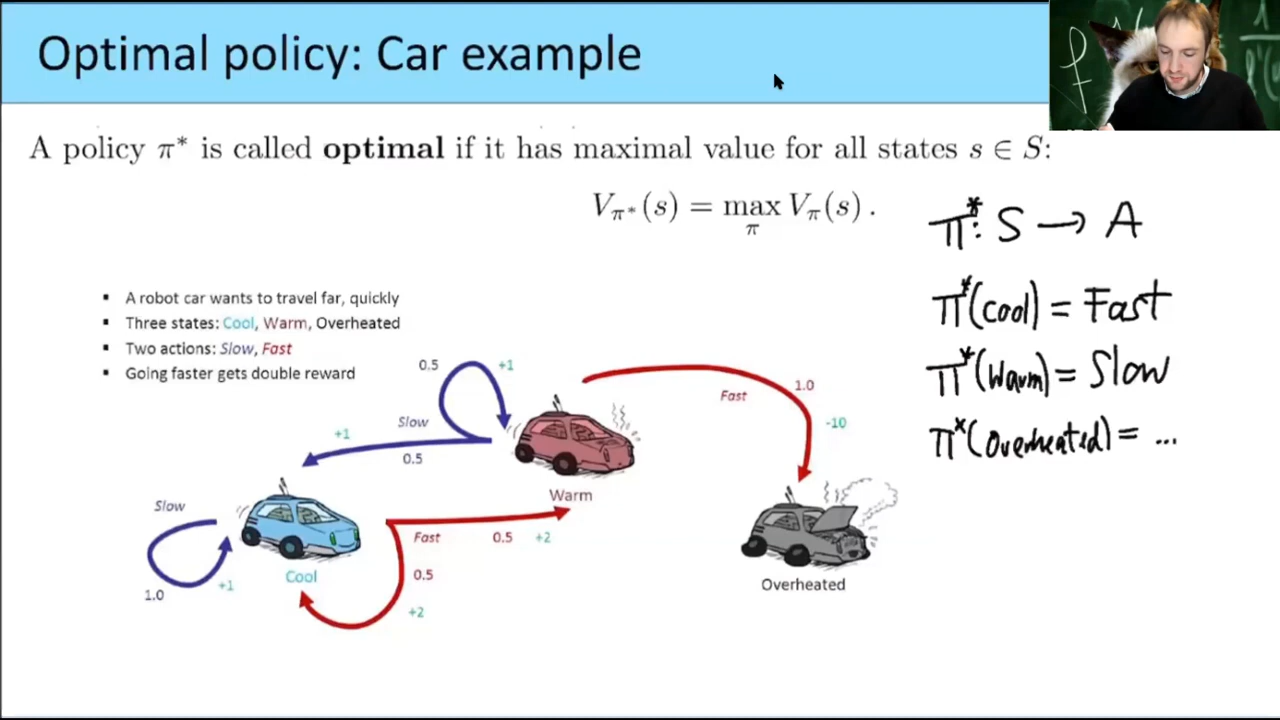 Optimal policy: Car example
A policy π* is called optimal if it has maximal value for all states s ∈ S:
V_π*(s) = max_π V_π(s).
π*: S → A
π*(cool) = Fast
π*(Warm) = Slow
π*(Overheated) = ...
▪ A robot car wants to travel far, quickly
▪ Three states: Cool, Warm, Overheated
▪ Two actions: Slow, Fast
▪ Going faster gets double reward
0.5
+1
Slow
+1
0.5
Fast
1.0
-10
Warm
Slow
1.0
+1
Cool
Fast
0.5
+2
0.5
+2
Overheated